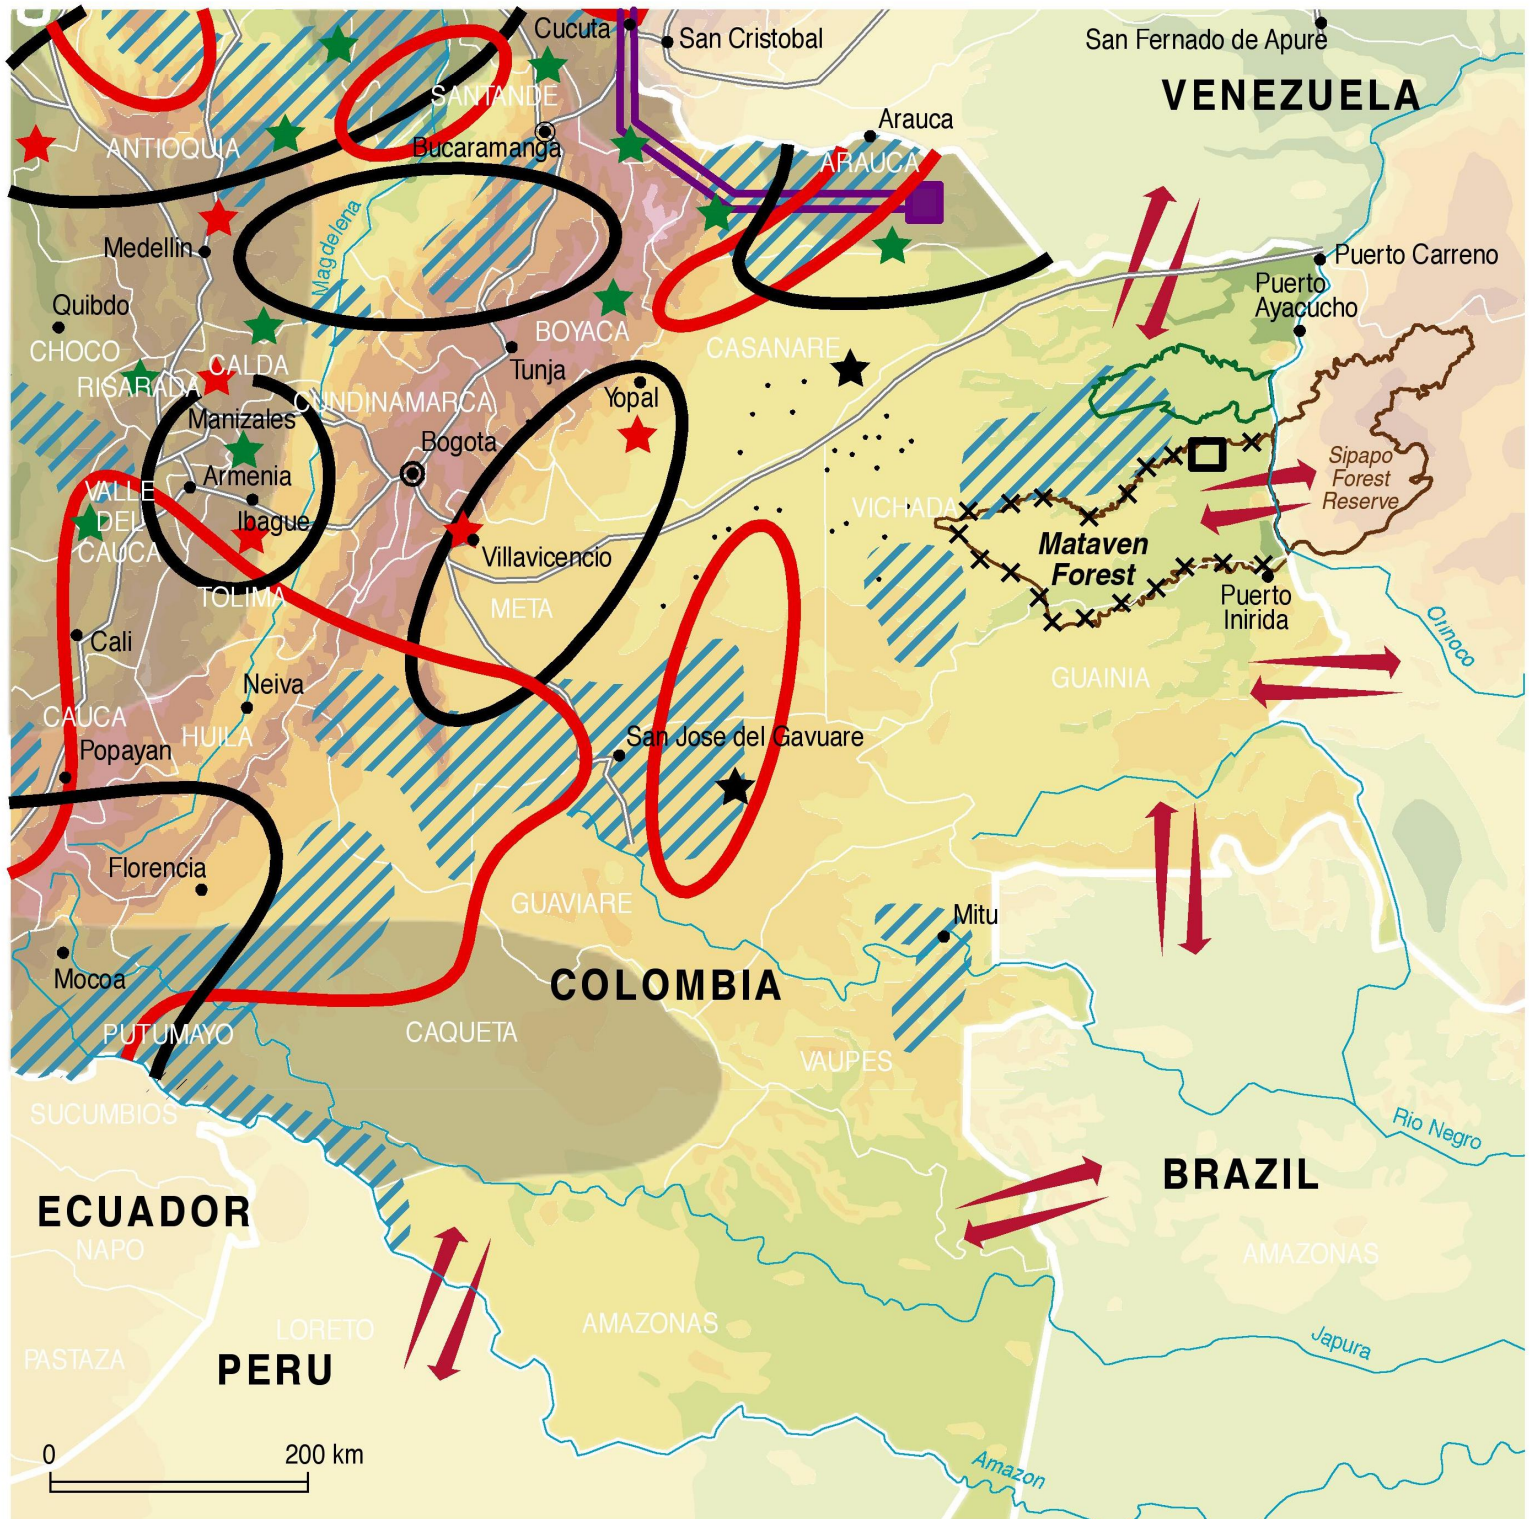 Cucuta
San Cristobal
San Fernado de Apure
VENEZUELA
SANTANDE
Arauca
ANTIOQUIA
Bucaramanga
ARAUCA
Magdelena
Medellin
Puerto Carreno
Puerto
Ayacucho
Quibdo
BOYACA
CHOCO
CALDA
CASANARE
RISARADA
Tunja
Manizales
CUNDINAMARCA
Yopal
Bogota
Sipapo
Forest
Reserve
Armenia
VALLE
DEL
CAUCA
Ibague
VICHADA
Mataven
Forest
Villavicencio
TOLIMA
META
Puerto
Inirida
Orinoco
Cali
GUAINIA
Neiva
CAUCA
HUILA
Popayan
San Jose del Gavuare
Florencia
GUAVIARE
Mitu
Mocoa
COLOMBIA
PUTUMAYO
CAQUETA
VAUPES
SUCUMBIOS
Rio Negro
BRAZIL
ECUADOR
NAPO
AMAZONAS
LORETO
AMAZONAS
PASTAZA
PERU
Japura
0 200 km
Amazon